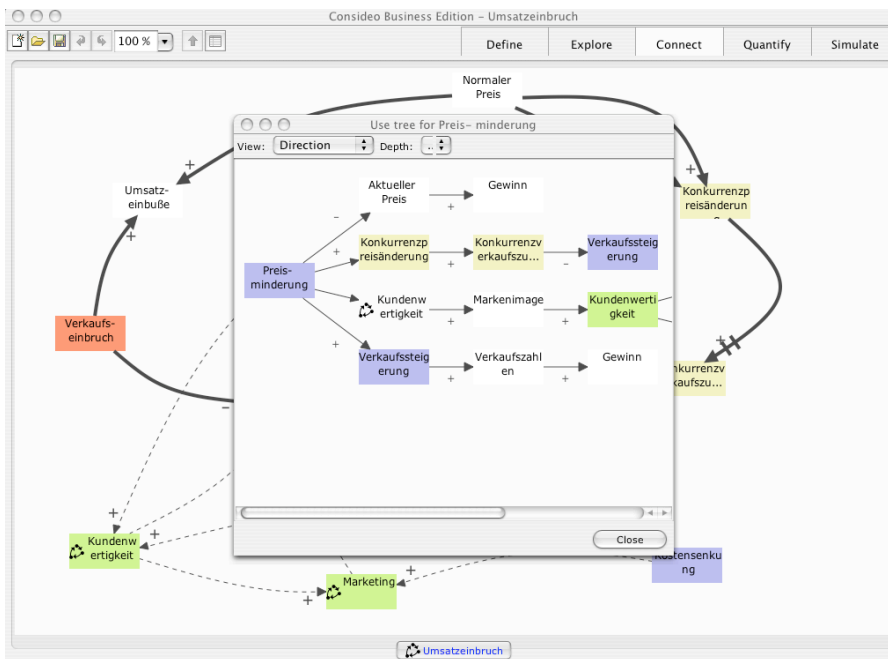 Consideo Business Edition – Umsatzeinbruch
100 %
Define
Explore
Connect
Quantify
Simulate
Normaler
Preis
Use tree for Preis– minderung
View:
Direction
Depth:
..
+
Umsatz-
einbuße
+
Aktueller
Preis
+
Gewinn
–
+
Konkurrenzp
reisänderung
+
Konkurrenzv
erkaufszu...
–
Verkaufssteig
erung
Preis-
minderung
Kundenw
ertigkeit
+
Markenimage
+
Kundenwerti
gkeit
+
Verkaufssteig
erung
+
Verkaufszahl
en
+
Gewinn
+
Konkurrenzp
reisänderun
Verkaufs-
einbruch
–
+
onkurrenzv
kaufszu...
Close
+
Kundenw
ertigkeit
+
+
Marketing
+
Kostensenku
ng
Umsatzeinbruch